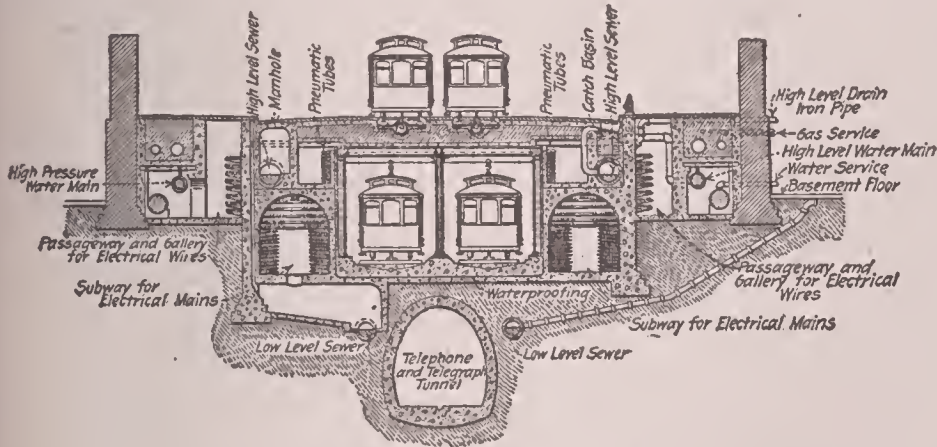 High Level Sewer
Manhole
Pneumatic
Tubes
Pneumatic
Tubes
Catch Basin
High Level Sewer
High Level Drain
Iron Pipe
Gas Service
High Level Water Main
Water Service
Basement Floor
High Pressure
Water Main
Passageway and Gallery
for Electrical Wires
Subway for
Electrical Mains
Waterproofing
Passageway and
Gallery for Electrical
Wires
Subway for Electrical Mains
Low Level Sewer
Low Level Sewer
Telephone
and Telegraph
Tunnel